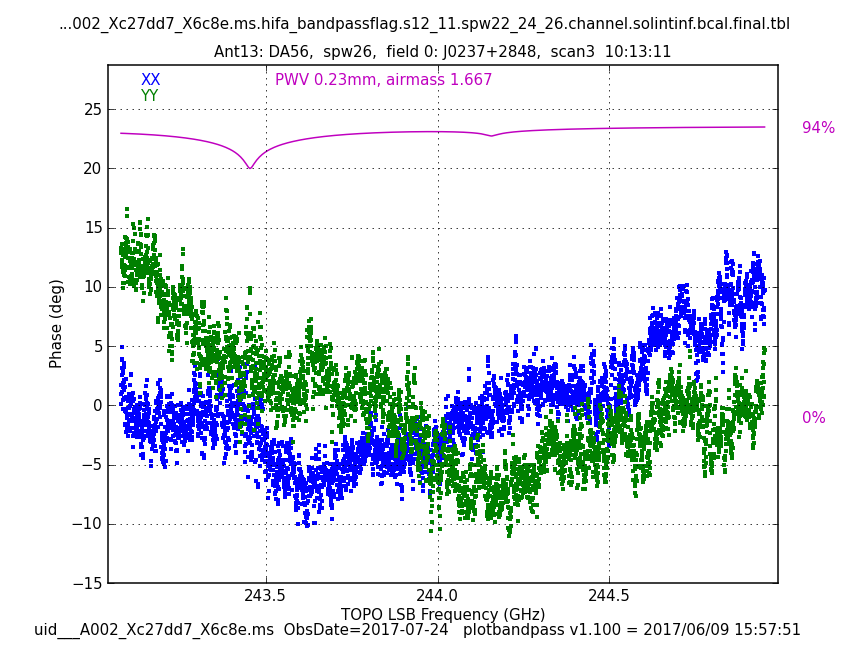 ...002_Xc27dd7_X6c8e.ms.hifa_bandpassflag.s12_11.spw22_24_26.channel.solintinf.bcal.final.tbl
Ant13: DA56,  spw26,  field 0: J0237+2848,  scan3  10:13:11
XX
PWV 0.23mm, airmass 1.667
YY
25
94%
20
15
10
Phase (deg)
5
0
0%
−5
−10
−15
243.5
244.0
244.5
TOPO LSB Frequency (GHz)
uid___A002_Xc27dd7_X6c8e.ms  ObsDate=2017-07-24   plotbandpass v1.100 = 2017/06/09 15:57:51